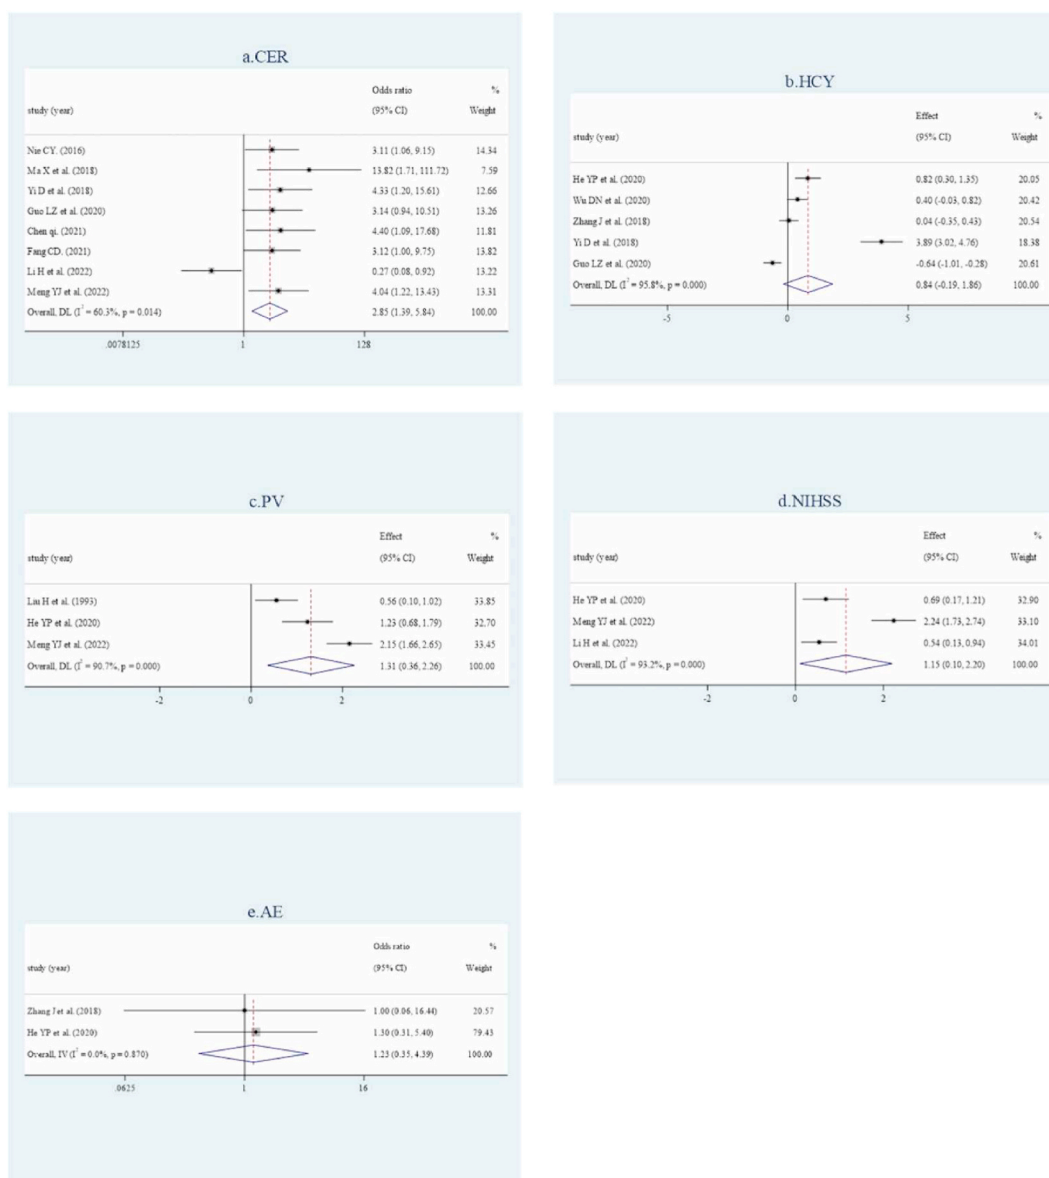 a.CER
Odds ratio %
study (year) (95% CI) Weight
Nie CY. (2016) 3.11 (1.06, 9.15) 14.34
Ma X et al. (2018) 13.82 (1.71, 111.72) 7.59
Yi D et al. (2018) 4.33 (1.20, 15.61) 12.66
Guo LZ et al. (2020) 3.14 (0.94, 10.51) 13.26
Chen qi. (2021) 4.40 (1.09, 17.68) 11.81
Fang CD. (2021) 3.12 (1.00, 9.75) 13.82
Li H et al. (2022) 0.27 (0.08, 0.92) 13.22
Meng YJ et al. (2022) 4.04 (1.22, 13.43) 13.31
Overall, DL (I² = 60.3%, p = 0.014) 2.85 (1.39, 5.84) 100.00
.0078125 1 128
b.HCY
Effect %
study (year) (95% CI) Weight
He YP et al. (2020) 0.82 (0.30, 1.35) 20.05
Wu DN et al. (2020) 0.40 (-0.03, 0.82) 20.42
Zhang J et al. (2018) 0.04 (-0.35, 0.43) 20.54
Yi D et al. (2018) 3.89 (3.02, 4.76) 18.38
Guo LZ et al. (2020) -0.64 (-1.01, -0.28) 20.61
Overall, DL (I² = 95.8%, p = 0.000) 0.84 (-0.19, 1.86) 100.00
-5 0 5
c.PV
Effect %
study (year) (95% CI) Weight
Liu H et al. (1993) 0.56 (0.10, 1.02) 33.85
He YP et al. (2020) 1.23 (0.68, 1.79) 32.70
Meng YJ et al. (2022) 2.15 (1.66, 2.65) 33.45
Overall, DL (I² = 90.7%, p = 0.000) 1.31 (0.36, 2.26) 100.00
-2 0 2
d.NIHSS
Effect %
study (year) (95% CI) Weight
He YP et al. (2020) 0.69 (0.17, 1.21) 32.90
Meng YJ et al. (2022) 2.24 (1.73, 2.74) 33.10
Li H et al. (2022) 0.54 (0.13, 0.94) 34.01
Overall, DL (I² = 93.2%, p = 0.000) 1.15 (0.10, 2.20) 100.00
-2 0 2
e.AE
Odds ratio %
study (year) (95% CI) Weight
Zhang J et al. (2018) 1.00 (0.06, 16.44) 20.57
He YP et al. (2020) 1.30 (0.31, 5.40) 79.43
Overall, IV (I² = 0.0%, p = 0.870) 1.23 (0.35, 4.39) 100.00
.0625 1 16